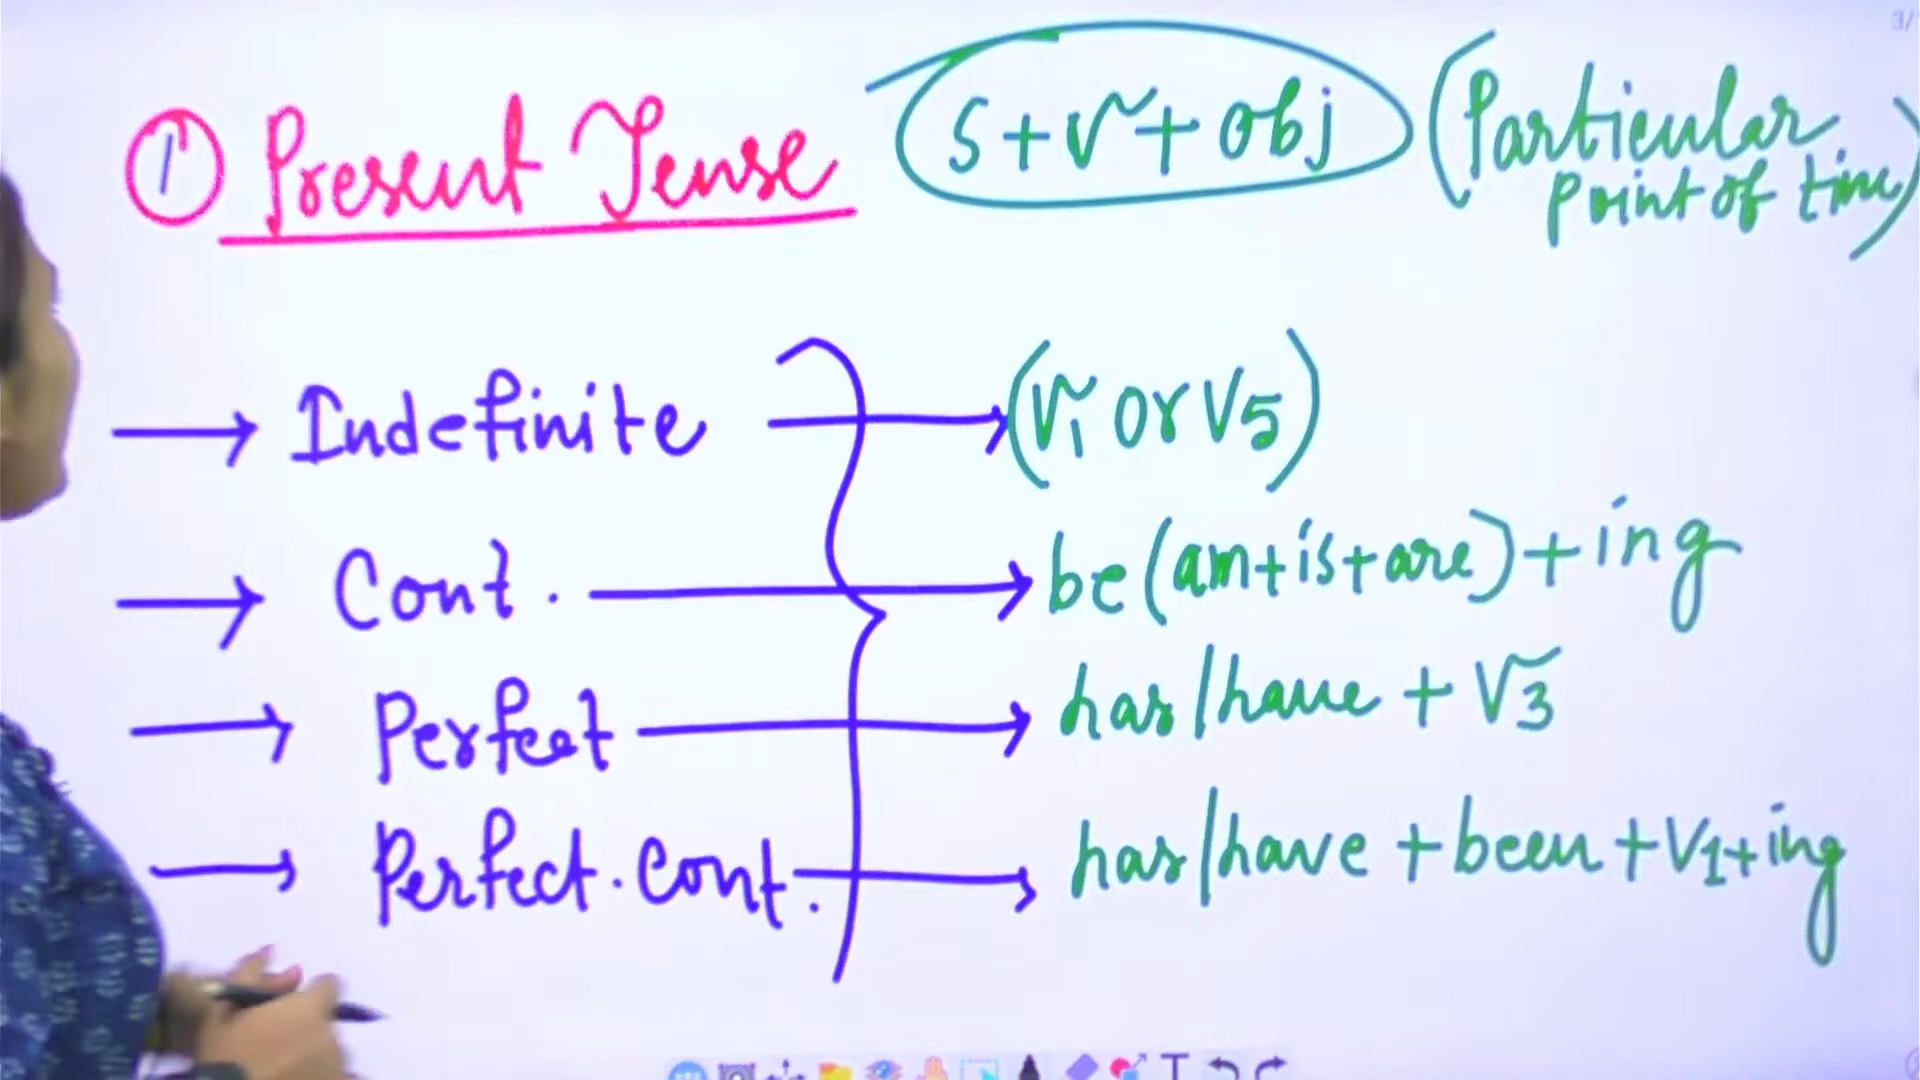 ① Present Tense S+V+obj (Particular
point of time)
→ Indefinite → (V1 or V5)
→ Cont. → be(am+is+are)+ing
→ Perfect → has/have + V3
→ Perfect.Cont. → has/have +been+V1+ing